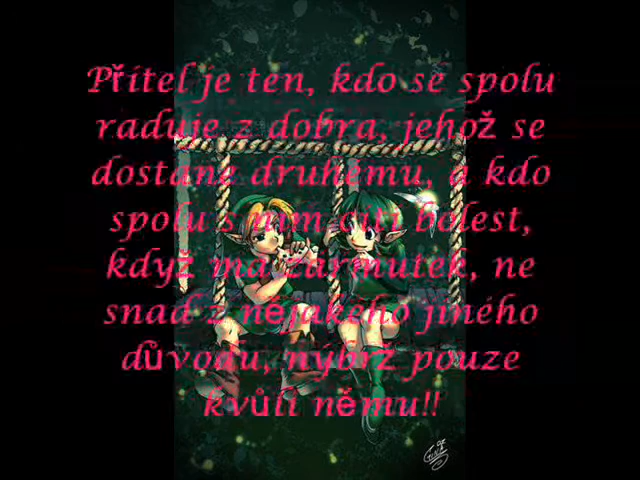 Přítel je ten, kdo se spolu
raduje z dobra, jehož se
dostane druhému, a kdo
spolu s ním cítí bolest,
když má zármutek, ne
snad z nějakého jiného
důvodu, nýbrž pouze
kvůli němu!!